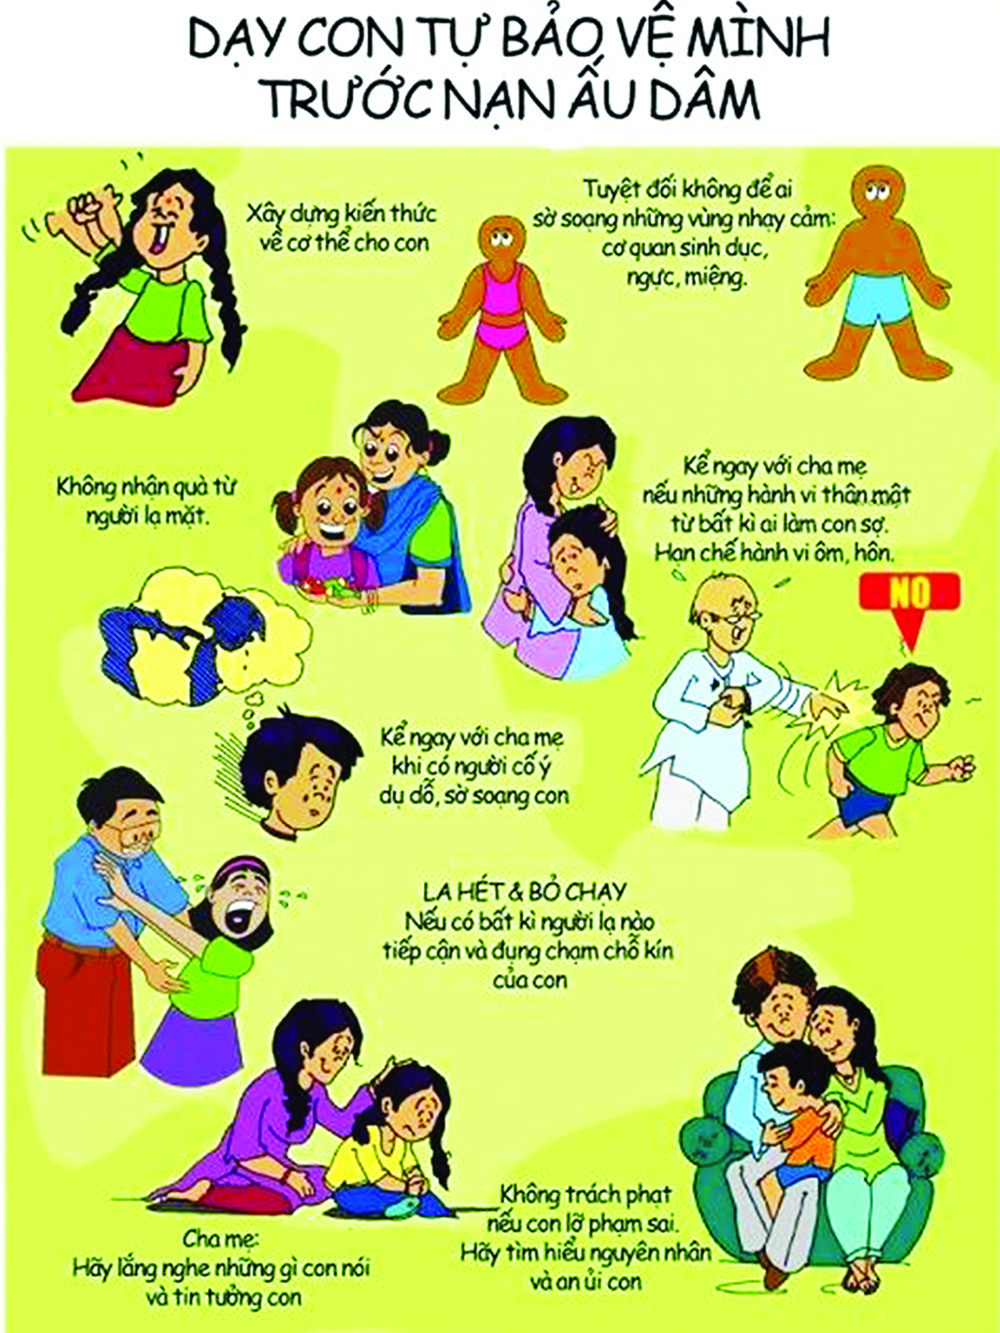 DẠY CON TỰ BẢO VỆ MÌNH
TRƯỚC NẠN ẤU DÂM
Xây dựng kiến thức
về cơ thể cho con
Tuyệt đối không để ai
sờ soạng những vùng nhạy cảm:
cơ quan sinh dục,
ngực, miệng.
Không nhận quà từ
người lạ mặt.
Kể ngay với cha mẹ
nếu những hành vi thân mật
từ bất kì ai làm con sợ.
Hạn chế hành vi ôm, hôn.
NO
Kể ngay với cha mẹ
khi có người cố ý
dụ dỗ, sờ soạng con
LA HÉT & BỎ CHẠY
Nếu có bất kì người lạ nào
tiếp cận và đụng chạm chỗ kín
của con
Cha mẹ:
Hãy lắng nghe những gì con nói
và tin tưởng con
Không trách phạt
nếu con lỡ phạm sai.
Hãy tìm hiểu nguyên nhân
và an ủi con